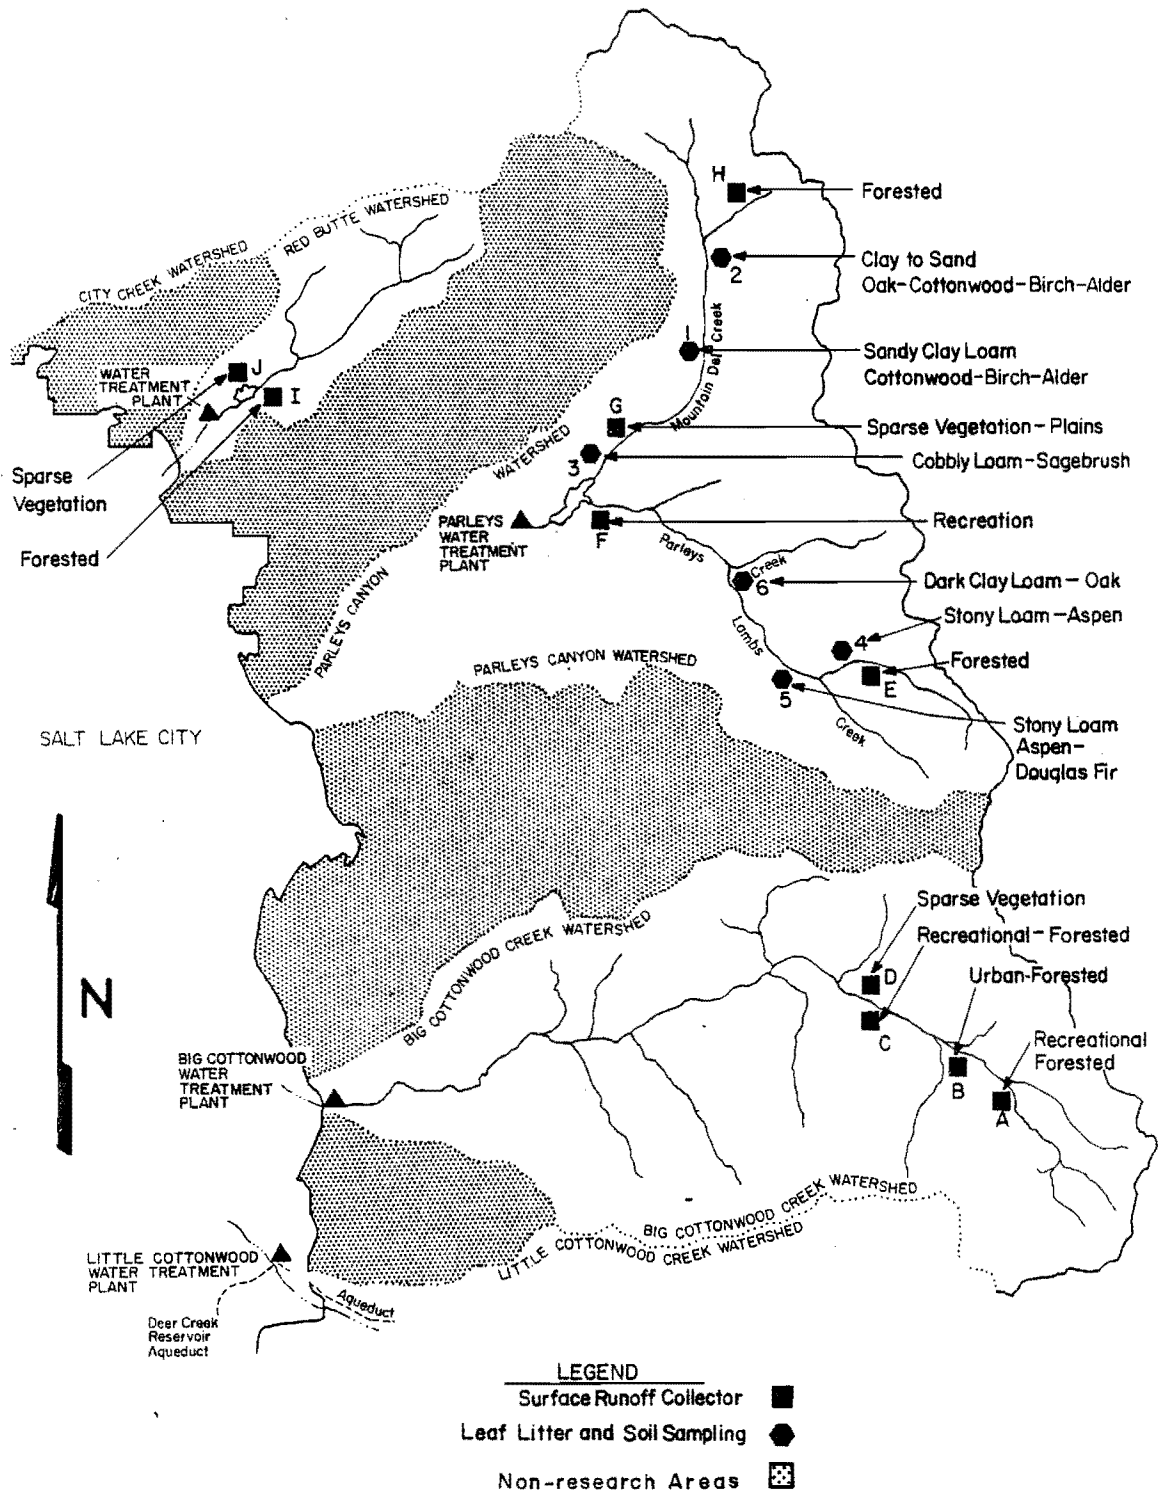 H
Forested
RED BUTTE WATERSHED
CITY CREEK WATERSHED
2
Clay to Sand
Oak-Cottonwood-Birch-Alder
Mountain Dell Creek
1
Sandy Clay Loam
Cottonwood-Birch-Alder
WATER
TREATMENT
PLANT
J
I
G
Sparse Vegetation-Plains
WATERSHED
3
Cobbly Loam-Sagebrush
Sparse
Vegetation
PARLEYS
WATER
TREATMENT
PLANT
F
Recreation
Forested
Parleys
Creek
6
Dark Clay Loam - Oak
PARLEYS CANYON
Lambs
4
Stony Loam-Aspen
PARLEYS CANYON WATERSHED
E
Forested
5
SALT LAKE CITY
Creek
Stony Loam
Aspen-
Douglas Fir
N
Sparse Vegetation
BIG COTTONWOOD CREEK WATERSHED
Recreational-Forested
D
Urban-Forested
C
BIG COTTONWOOD
WATER
TREATMENT
PLANT
Recreational
Forested
B
A
BIG COTTONWOOD CREEK WATERSHED
LITTLE COTTONWOOD CREEK WATERSHED
LITTLE COTTONWOOD
WATER TREATMENT
PLANT
Aqueduct
Deer Creek
Reservoir
Aqueduct
LEGEND
Surface Runoff Collector
Leaf Litter and Soil Sampling
Non-research Areas